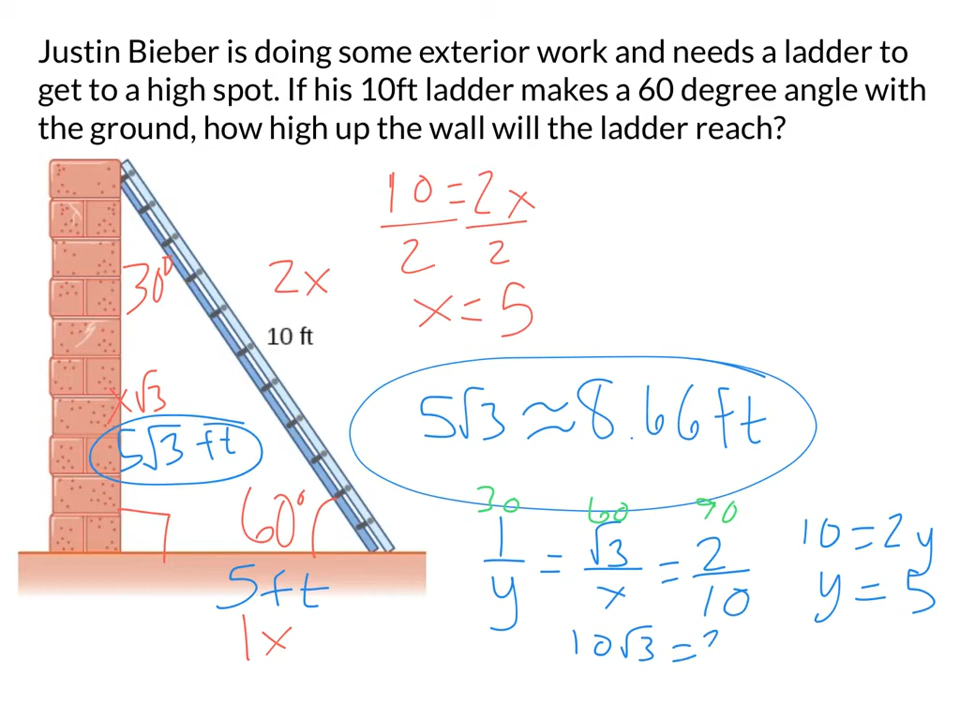 Justin Bieber is doing some exterior work and needs a ladder to
get to a high spot. If his 10ft ladder makes a 60 degree angle with
the ground, how high up the wall will the ladder reach?
10 = 2x
2 2
x = 5
30°
2x
10 ft
x√3
5√3 ft
5√3 ≈ 8.66ft
60°
5ft
1x
30 60 90
1/y = √3/x = 2/10
10√3 = 2
10 = 2y
y = 5